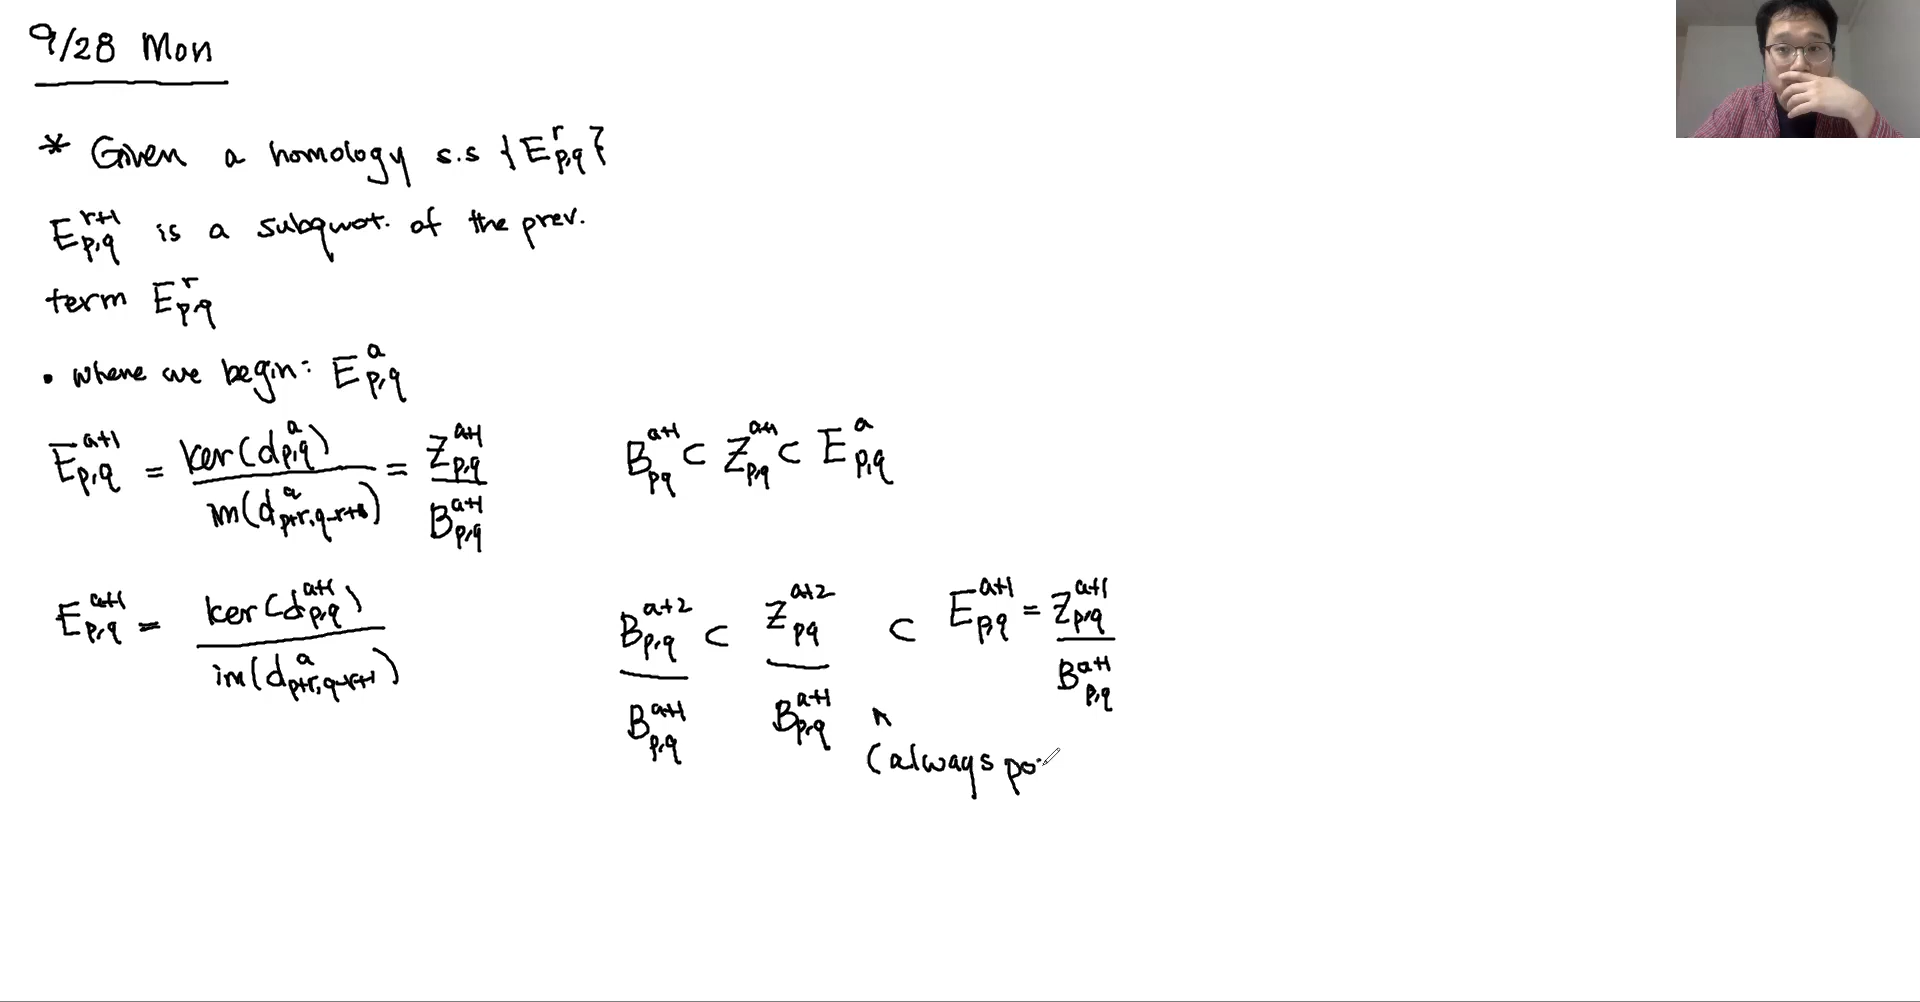 9/28 Mon
* Given a homology s.s {E^r_{p,q}}
E^{r+1}_{p,q} is a subquot. of the prev.
term E^r_{p,q}
• where we begin: E^a_{p,q}
E^{a+1}_{p,q} = ker(d^a_{p,q}) / im(d^a_{p+r,q-r+1}) = Z^{a+1}_{p,q} / B^{a+1}_{p,q} B^{a+1}_{p,q} ⊂ Z^{a+1}_{p,q} ⊂ E^a_{p,q}
E^{a+1}_{p,q} = ker(d^{a+1}_{p,q}) / im(d^a_{p+r,q-r+1}) B^{a+2}_{p,q} / B^{a+1}_{p,q} ⊂ Z^{a+2}_{p,q} / B^{a+1}_{p,q} ⊂ E^{a+1}_{p,q} = Z^{a+1}_{p,q} / B^{a+1}_{p,q}
(always po